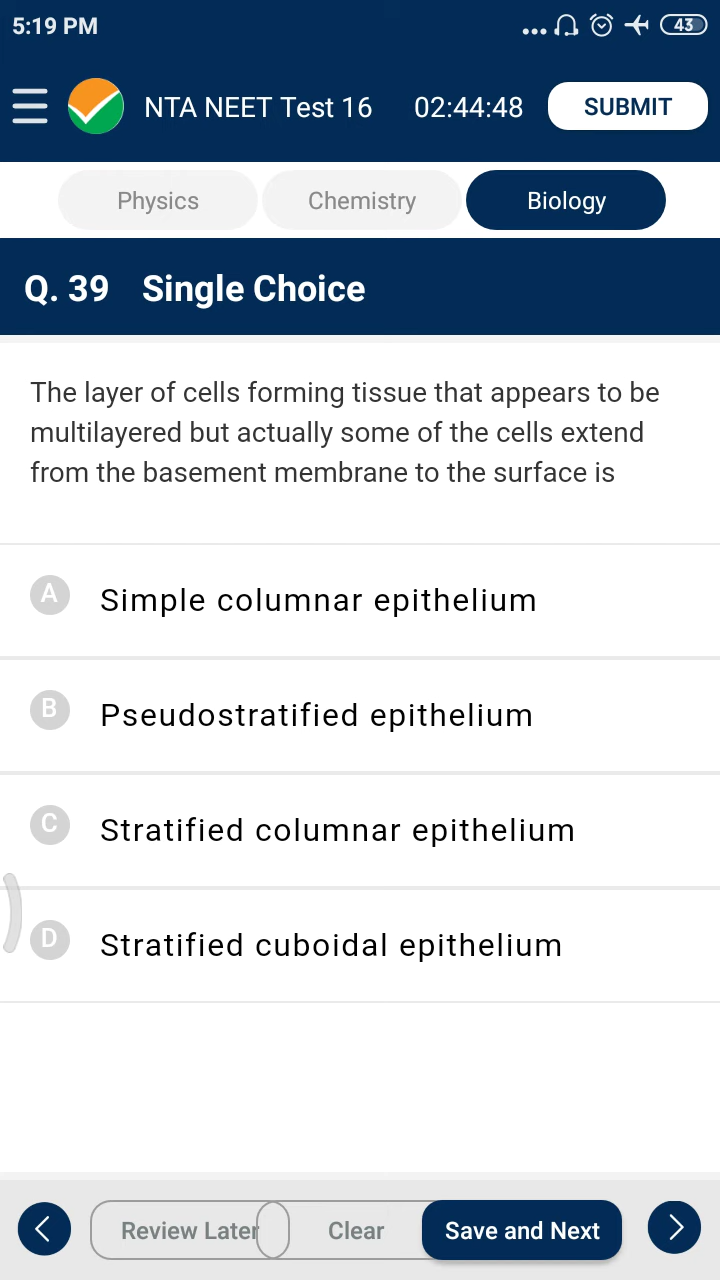 5:19 PM
... 43
NTA NEET Test 16 02:44:48 SUBMIT
Physics Chemistry Biology
Q. 39 Single Choice
The layer of cells forming tissue that appears to be
multilayered but actually some of the cells extend
from the basement membrane to the surface is
A Simple columnar epithelium
B Pseudostratified epithelium
C Stratified columnar epithelium
D Stratified cuboidal epithelium
Review Later Clear Save and Next